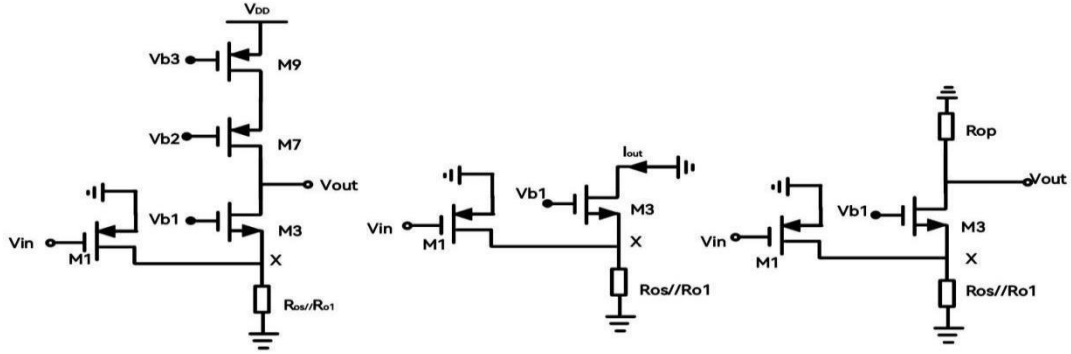 VDD
Vb3
M9
Vb2
M7
Vout
Vb1
M3
Vin
M1
X
Ros//Ro1
Iout
Vb1
M3
Vin
M1
X
Ros//Ro1
Rop
Vout
Vb1
M3
Vin
M1
X
Ros//Ro1